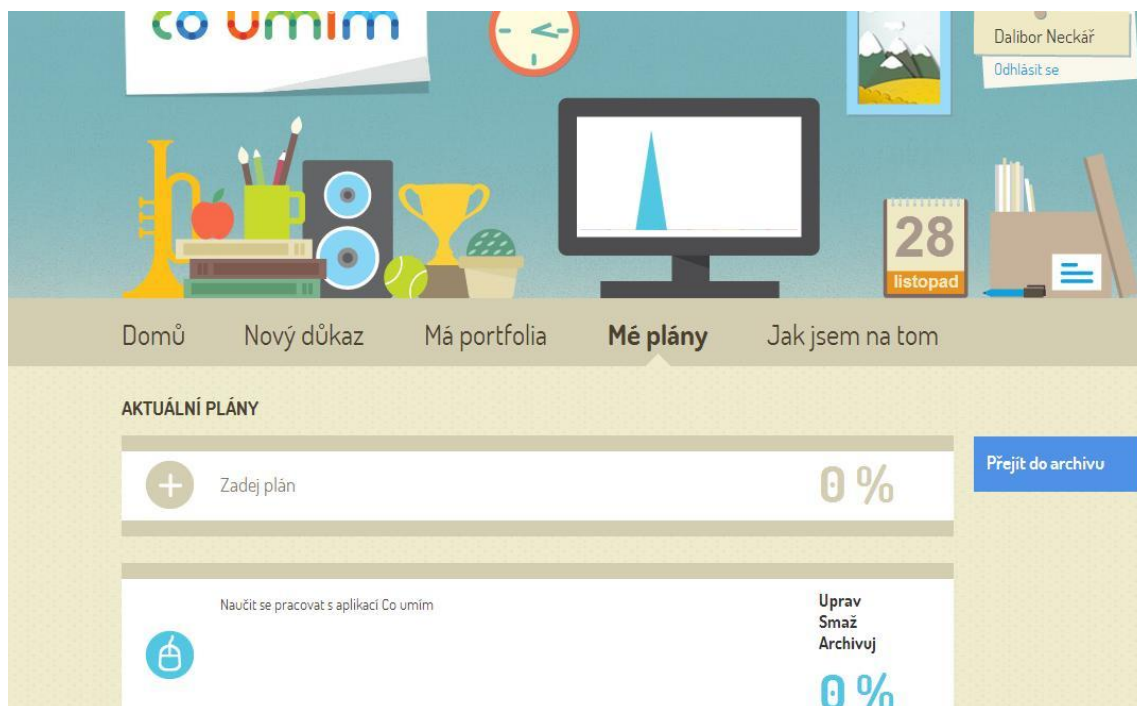 co umím
Dalibor Neckář
Odhlásit se
28
listopad
Domů
Nový důkaz
Má portfolia
Mé plány
Jak jsem na tom
AKTUÁLNÍ PLÁNY
Zadej plán
0 %
Přejít do archivu
Naučit se pracovat s aplikací Co umím
Uprav
Smaž
Archivuj
0 %